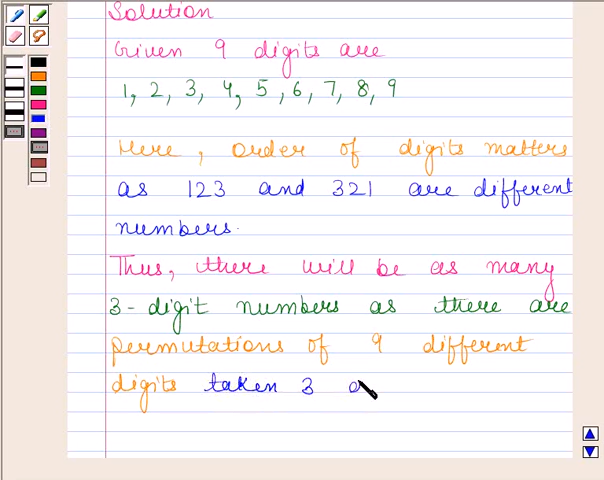 Solution
Given 9 digits are
1, 2, 3, 4, 5, 6, 7, 8, 9
Here, order of digits matters
as 123 and 321 are different
numbers.
Thus, there will be as many
3-digit numbers as there are
permutations of 9 different
digits taken 3